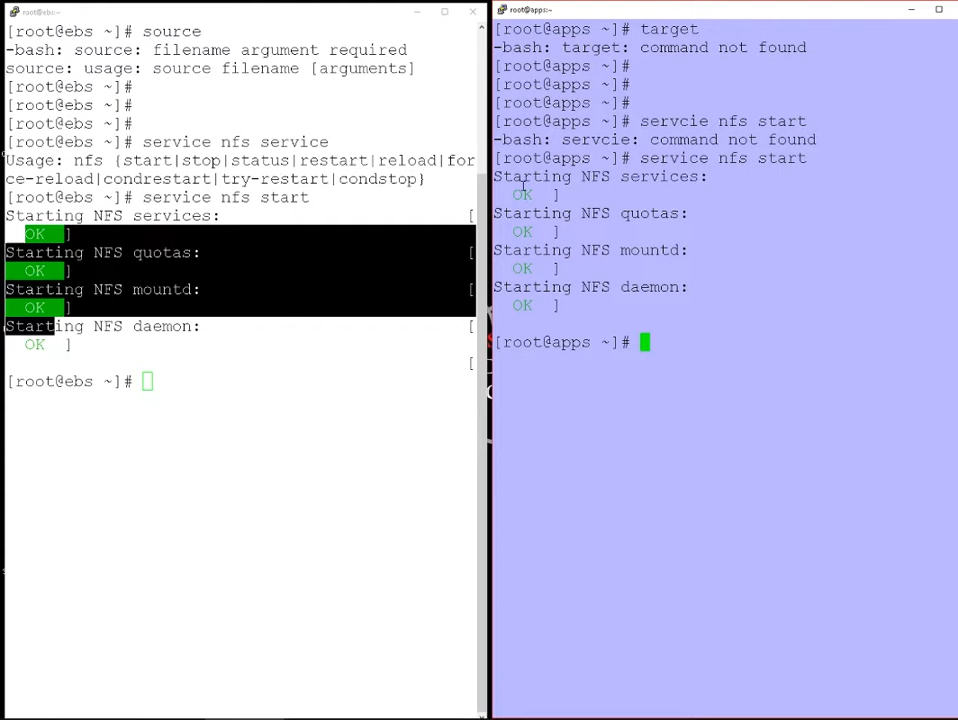 root@ebs:~
[root@ebs ~]# source
-bash: source: filename argument required
source: usage: source filename [arguments]
[root@ebs ~]#
[root@ebs ~]#
[root@ebs ~]#
[root@ebs ~]# service nfs service
Usage: nfs {start|stop|status|restart|reload|for
ce-reload|condrestart|try-restart|condstop}
[root@ebs ~]# service nfs start
Starting NFS services: [
OK ]
Starting NFS quotas: [
OK ]
Starting NFS mountd: [
OK ]
Starting NFS daemon: [
OK ]
[
[root@ebs ~]#
root@apps:~
[root@apps ~]# target
-bash: target: command not found
[root@apps ~]#
[root@apps ~]#
[root@apps ~]#
[root@apps ~]# servcie nfs start
-bash: servcie: command not found
[root@apps ~]# service nfs start
Starting NFS services:
OK ]
Starting NFS quotas:
OK ]
Starting NFS mountd:
OK ]
Starting NFS daemon:
OK ]
[root@apps ~]#